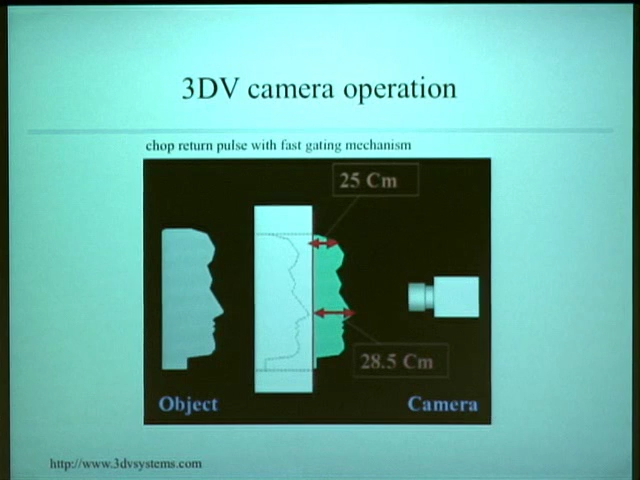 3DV camera operation
chop return pulse with fast gating mechanism
25 Cm
28.5 Cm
Object
Camera
http://www.3dvsystems.com